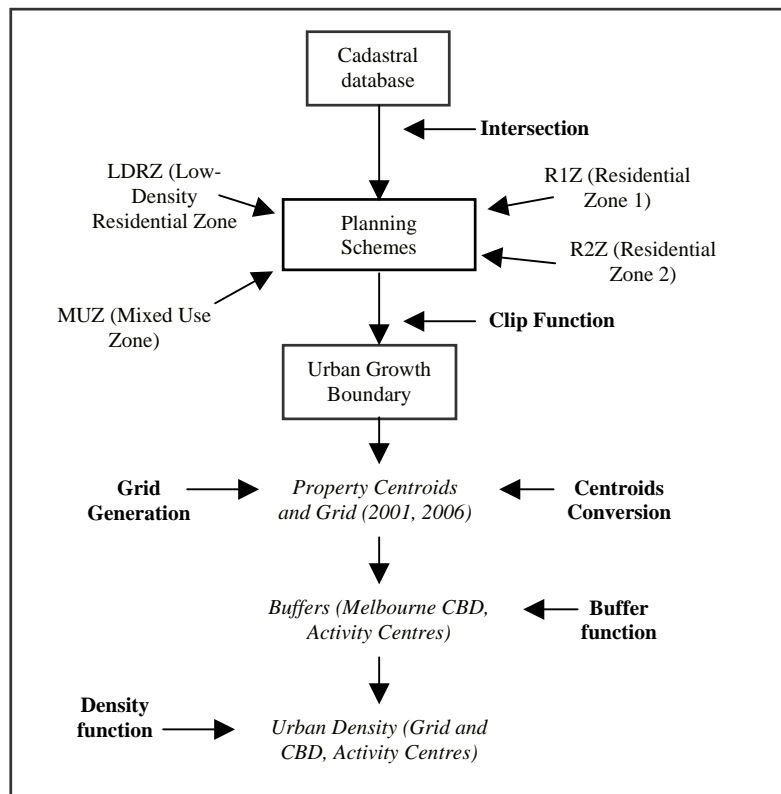 Cadastral
database
Intersection
LDRZ (Low-
Density
Residential Zone
R1Z (Residential
Zone 1)
Planning
Schemes
R2Z (Residential
Zone 2)
MUZ (Mixed Use
Zone)
Clip Function
Urban Growth
Boundary
Grid
Generation
Property Centroids
and Grid (2001, 2006)
Centroids
Conversion
Buffers (Melbourne CBD,
Activity Centres)
Buffer
function
Density
function
Urban Density (Grid and
CBD, Activity Centres)